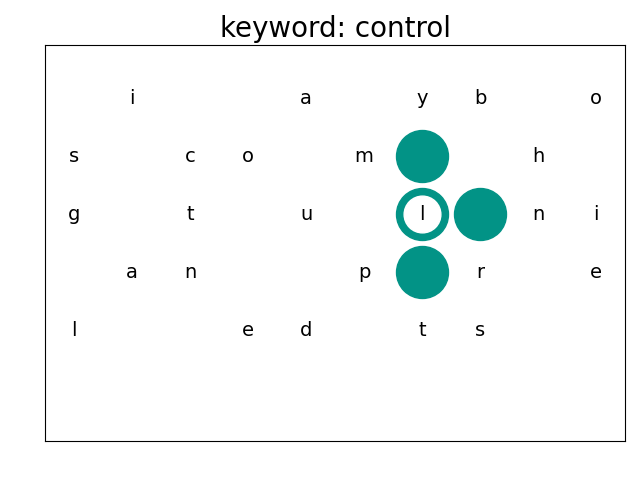 keyword: control
i a y b o
s c o m h
g t u l n i
a n p r e
l e d t s